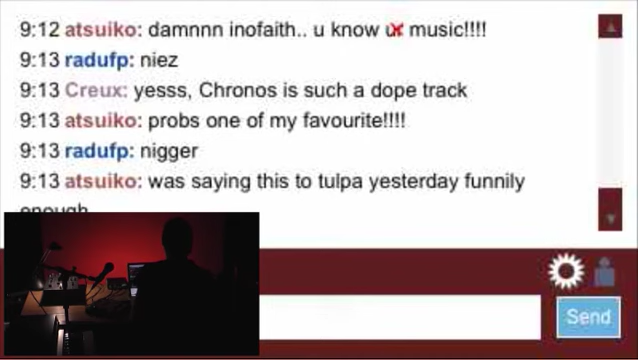 9:12 atsuiko: damnnn inofaith.. u know ur music!!!!
9:13 radufp: niez
9:13 Creux: yesss, Chronos is such a dope track
9:13 atsuiko: probs one of my favourite!!!!
9:13 radufp: nigger
9:13 atsuiko: was saying this to tulpa yesterday funnily
enough
Send